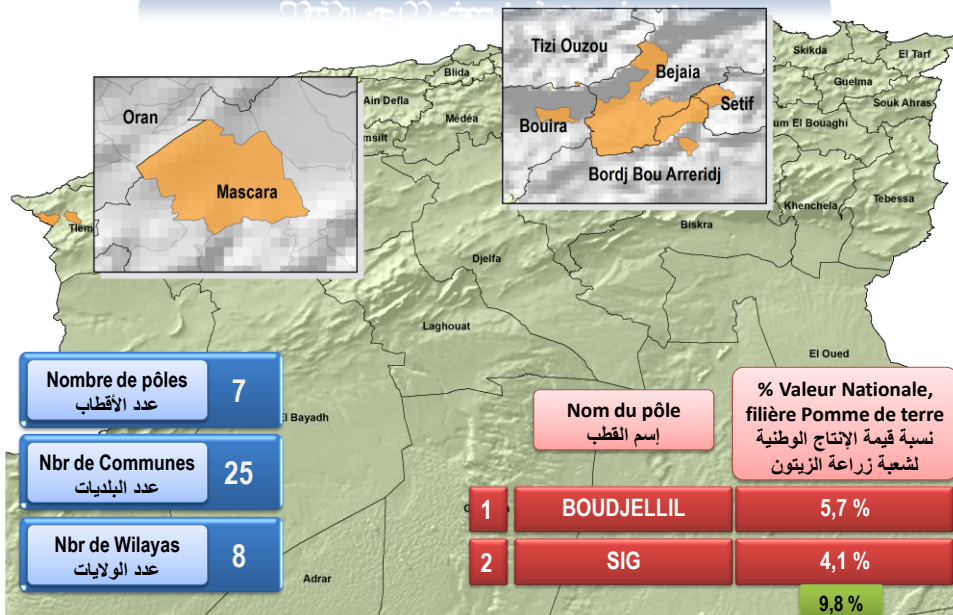 Tizi Ouzou
Bejaia
Setif
Bouira
Bordj Bou Arreridj
Oran
Mascara
Skikda
El Tarf
Guelma
Souk Ahras
um El Bouaghi
Khenchela
Tebessa
Biskra
Blida
Ain Defla
Médéa
msilt
Tlem
Djelfa
Laghouat
El Oued
El Bayadh
Adrar
Nombre de pôles
عدد الأقطاب
7
Nbr de Communes
عدد البلديات
25
Nbr de Wilayas
عدد الولايات
8
Nom du pôle
إسم القطب
% Valeur Nationale,
filière Pomme de terre
نسبة قيمة الإنتاج الوطنية
لشعبة زراعة الزيتون
1 BOUDJELLIL 5,7 %
2 SIG 4,1 %
9,8 %